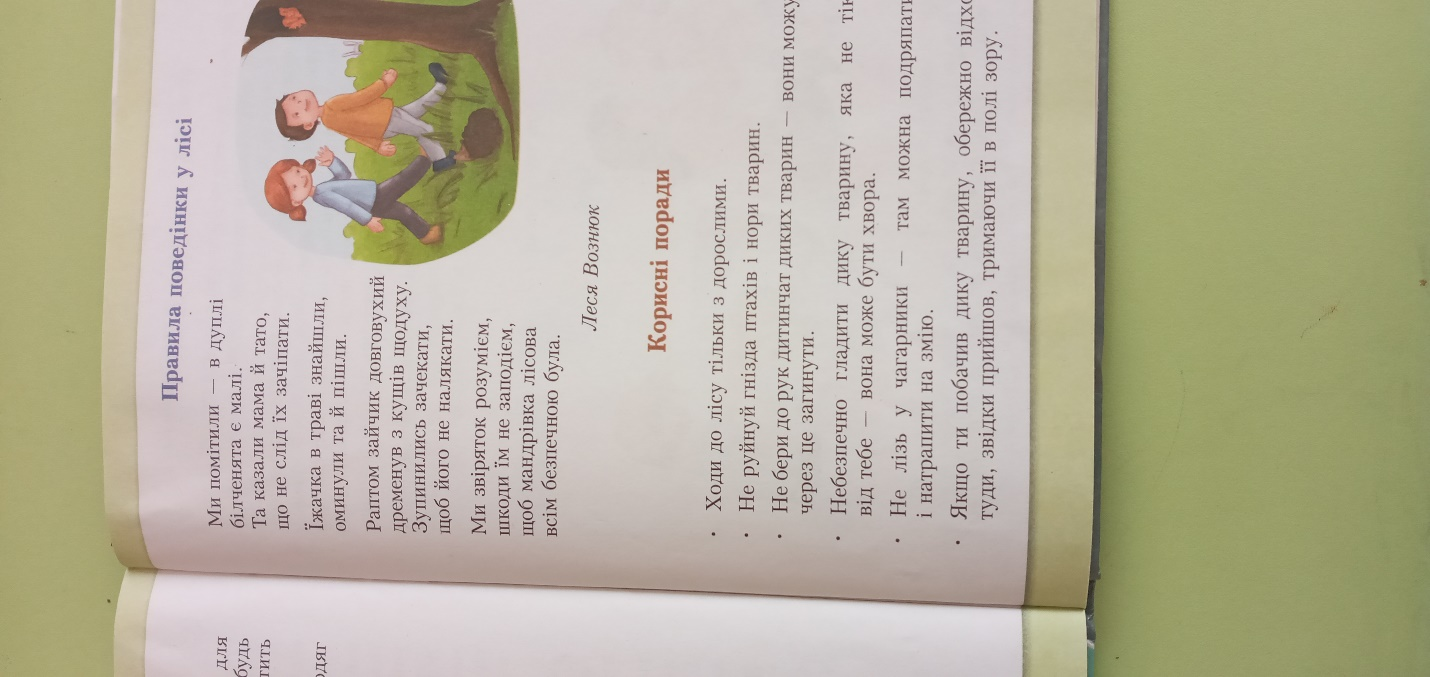 для
будь
тить
одяг
Правила поведінки у лісі
Ми помітили — в дуплі
білченята є малі.
Та казали мама й тато,
що не слід їх зачіпати.
Їжачка в траві знайшли,
оминули та й пішли.
Раптом зайчик довговухий
дременув з кущів щодуху.
Зупинились зачекати,
щоб його не налякати.
Ми звіряток розумієм,
шкоди їм не заподієм,
щоб мандрівка лісова
всім безпечною була.
Леся Вознюк
Корисні поради
• Ходи до лісу тільки з дорослими.
• Не руйнуй гнізда птахів і нори тварин.
• Не бери до рук дитинчат диких тварин — вони можу
через це загинути.
• Небезпечно гладити дику тварину, яка не тік
від тебе — вона може бути хвора.
• Не лізь у чагарники — там можна подряпати
і натрапити на змію.
• Якщо ти побачив дику тварину, обережно відхо
туди, звідки прийшов, тримаючи її в полі зору.